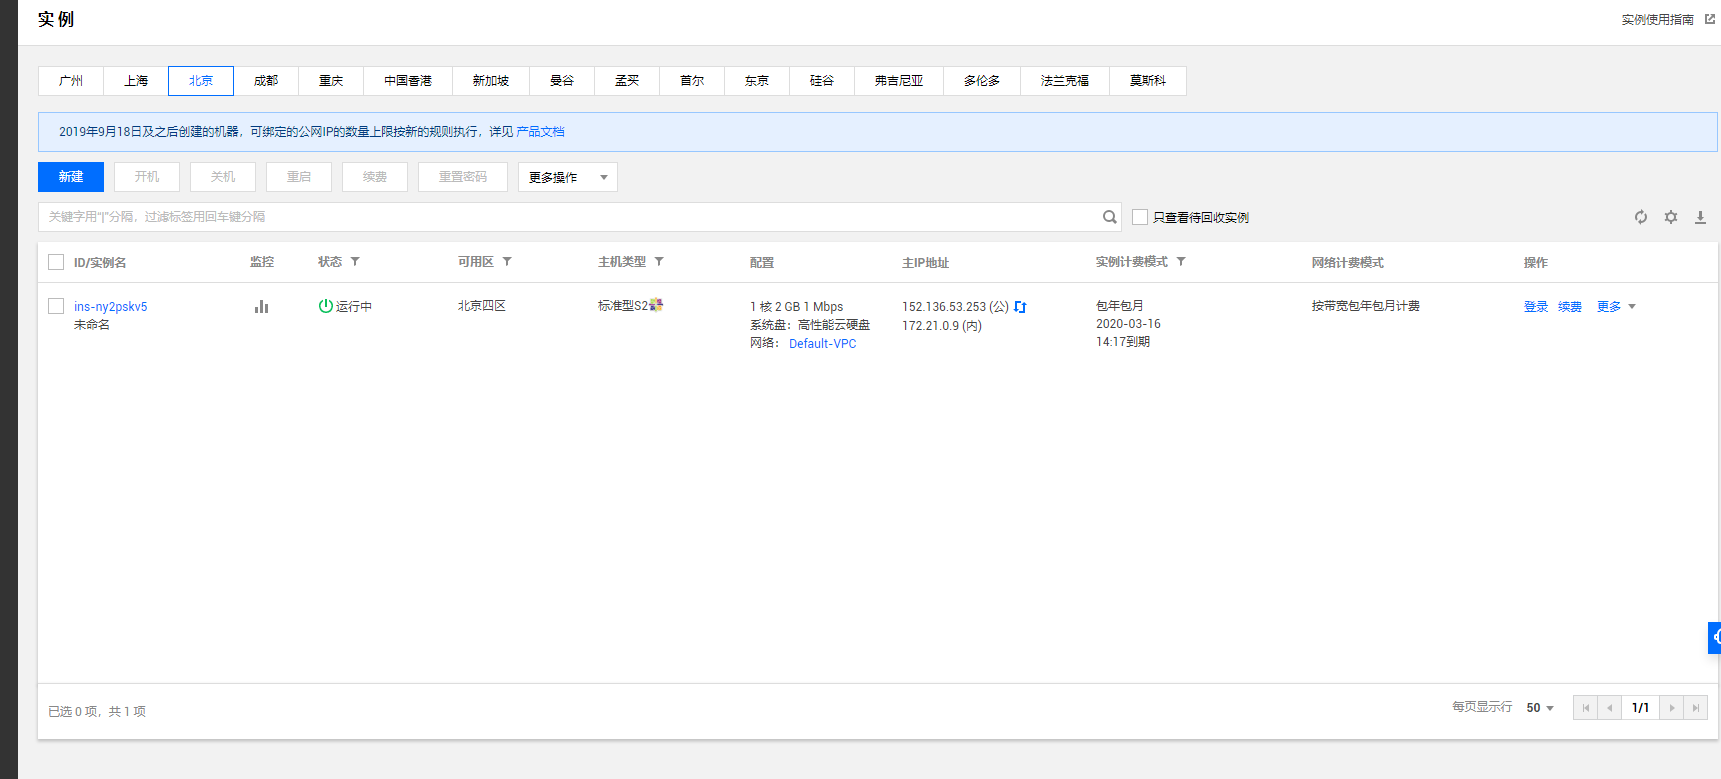 实例
实例使用指南
广州 上海 北京 成都 重庆 中国香港 新加坡 曼谷 孟买 首尔 东京 硅谷 弗吉尼亚 多伦多 法兰克福 莫斯科
2019年9月18日及之后创建的机器，可绑定的公网IP的数量上限按新的规则执行，详见 产品文档
新建 开机 关机 重启 续费 重置密码 更多操作
关键字用"|"分隔，过滤标签用回车键分隔
只查看待回收实例
ID/实例名 监控 状态 可用区 主机类型 配置 主IP地址 实例计费模式 网络计费模式 操作
ins-ny2pskv5 运行中 北京四区 标准型S2 1 核 2 GB 1 Mbps 152.136.53.253 (公) 包年包月 按带宽包年包月计费 登录 续费 更多
未命名 系统盘：高性能云硬盘 172.21.0.9 (内) 2020-03-16
网络： Default-VPC 14:17到期
已选 0 项，共 1 项
每页显示行 50 1/1